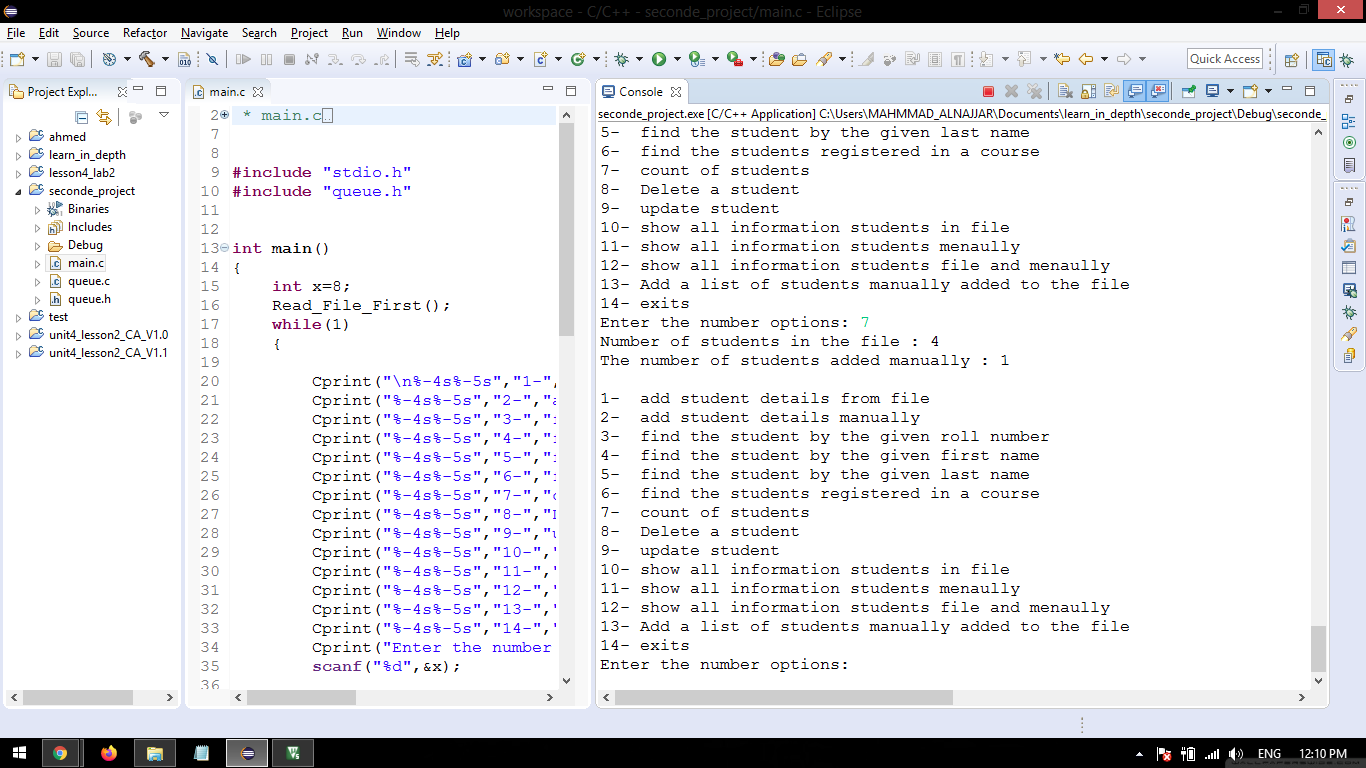 workspace - C/C++ - seconde_project/main.c - Eclipse
File Edit Source Refactor Navigate Search Project Run Window Help
Quick Access
Project Expl...
ahmed
learn_in_depth
lesson4_lab2
seconde_project
Binaries
Includes
Debug
main.c
queue.c
queue.h
test
unit4_lesson2_CA_V1.0
unit4_lesson2_CA_V1.1
main.c
2 * main.c
7
8
9 #include "stdio.h"
10 #include "queue.h"
11
12
13 int main()
14 {
15 int x=8;
16 Read_File_First();
17 while(1)
18 {
19
20 Cprint("\n%-4s%-5s","1-",
21 Cprint("%-4s%-5s","2-","a
22 Cprint("%-4s%-5s","3-","
23 Cprint("%-4s%-5s","4-","
24 Cprint("%-4s%-5s","5-","
25 Cprint("%-4s%-5s","6-","
26 Cprint("%-4s%-5s","7-","c
27 Cprint("%-4s%-5s","8-","
28 Cprint("%-4s%-5s","9-","u
29 Cprint("%-4s%-5s","10-","
30 Cprint("%-4s%-5s","11-","
31 Cprint("%-4s%-5s","12-","
32 Cprint("%-4s%-5s","13-","
33 Cprint("%-4s%-5s","14-","
34 Cprint("Enter the number
35 scanf("%d",&x);
36
Console
seconde_project.exe [C/C++ Application] C:\Users\MAHMMAD_ALNAJJAR\Documents\learn_in_depth\seconde_project\Debug\seconde_
5- find the student by the given last name
6- find the students registered in a course
7- count of students
8- Delete a student
9- update student
10- show all information students in file
11- show all information students menaully
12- show all information students file and menaully
13- Add a list of students manually added to the file
14- exits
Enter the number options: 7
Number of students in the file : 4
The number of students added manually : 1
1- add student details from file
2- add student details manually
3- find the student by the given roll number
4- find the student by the given first name
5- find the student by the given last name
6- find the students registered in a course
7- count of students
8- Delete a student
9- update student
10- show all information students in file
11- show all information students menaully
12- show all information students file and menaully
13- Add a list of students manually added to the file
14- exits
Enter the number options:
ENG 12:10 PM